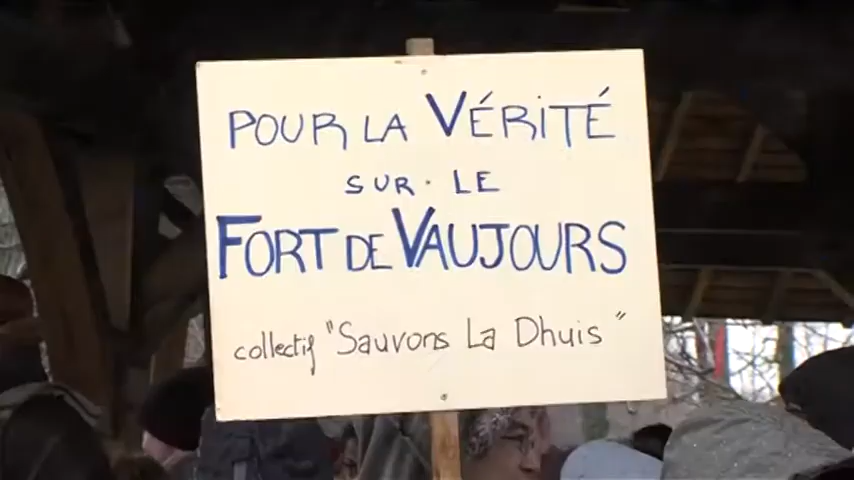 POUR LA VÉRITÉ
SUR LE
FORT DE VAUJOURS
collectif "Sauvons La Dhuis"